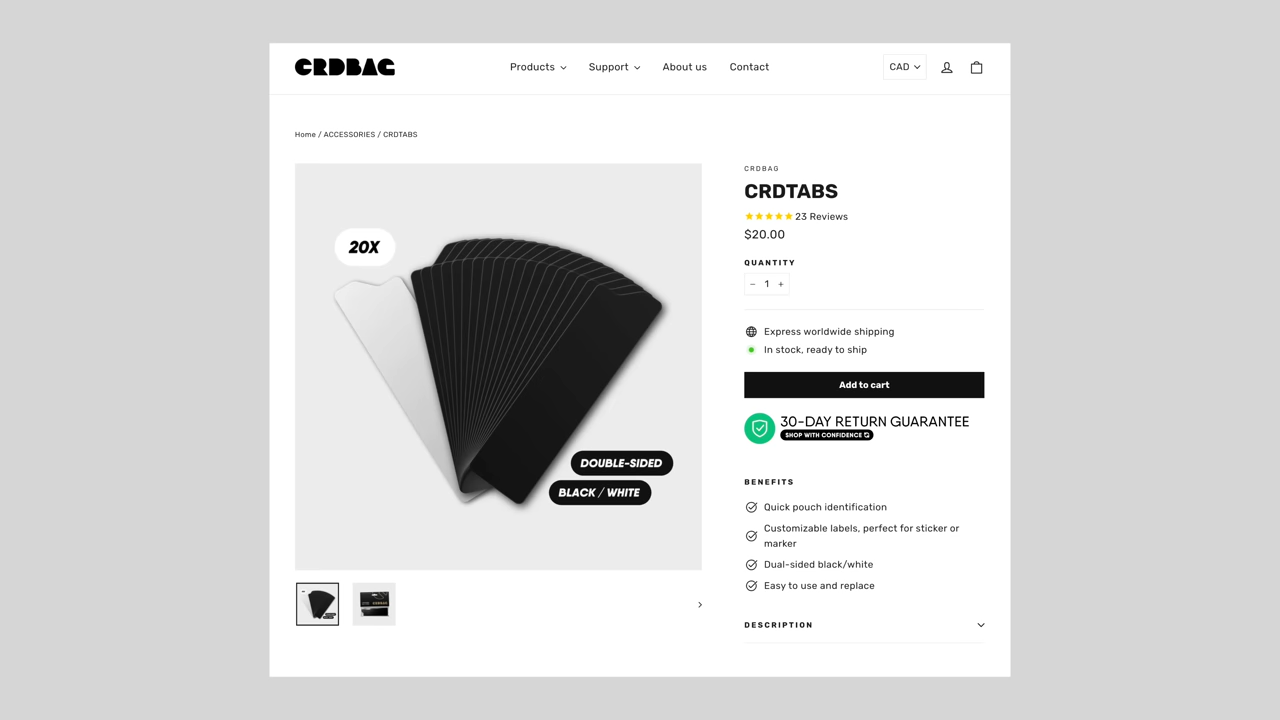 CRDBAG
Products Support About us Contact
CAD
Home / ACCESSORIES / CRDTABS
20X
DOUBLE-SIDED
BLACK / WHITE
CRDBAG
CRDTABS
23 Reviews
$20.00
QUANTITY
− 1 +
Express worldwide shipping
In stock, ready to ship
Add to cart
30-DAY RETURN GUARANTEE
SHOP WITH CONFIDENCE
BENEFITS
Quick pouch identification
Customizable labels, perfect for sticker or
marker
Dual-sided black/white
Easy to use and replace
DESCRIPTION